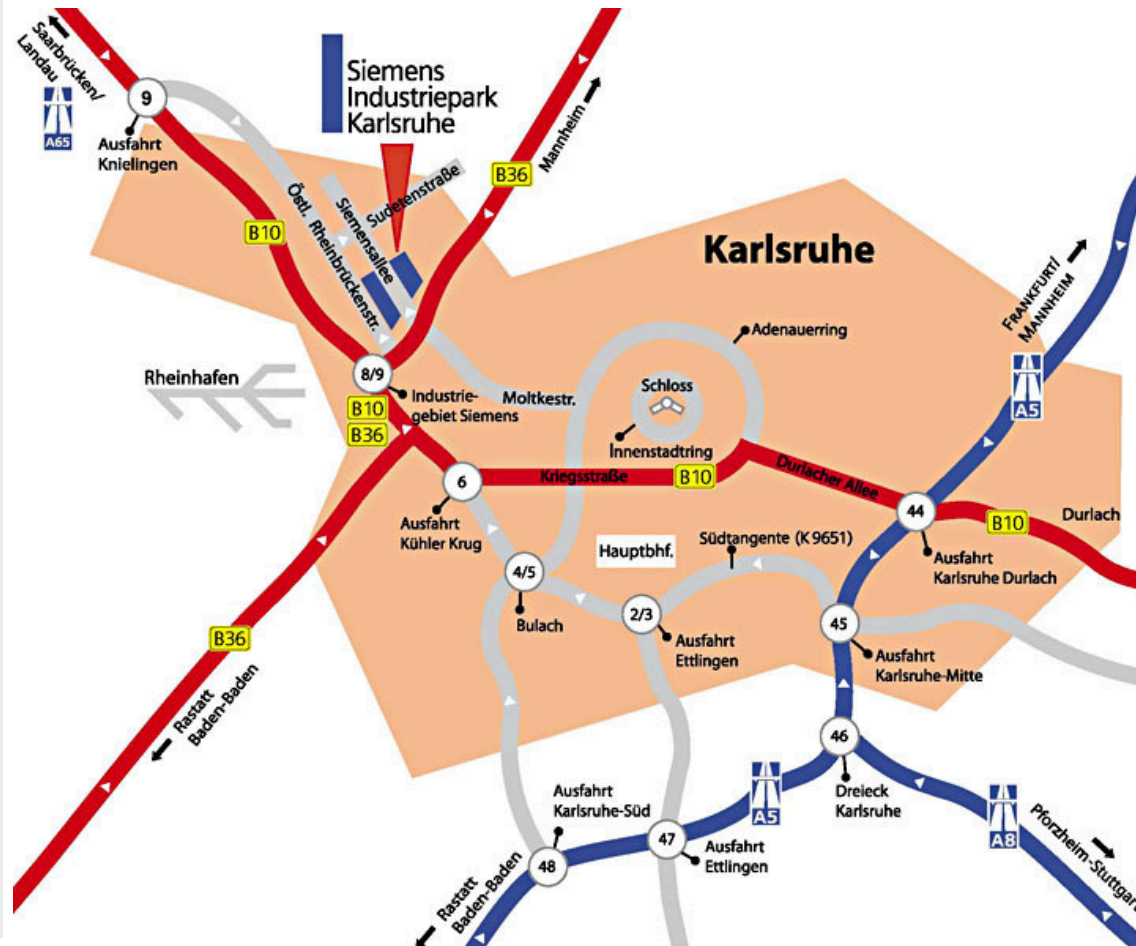 Saarbrücken/
Landau
A65
9
Ausfahrt
Knielingen
Siemens
Industriepark
Karlsruhe
Mannheim
B36
Sudetenstraße
Siemensallee
Östl. Rheinbrückenstr.
B10
Karlsruhe
FRANKFURT/
MANNHEIM
A5
Adenauerring
Rheinhafen
8/9
Industrie-
gebiet Siemens
B10
B36
Moltkestr.
Schloss
Innenstadtring
6
Kriegsstraße
B10
Durlacher Allee
44
B10
Durlach
Ausfahrt
Kühler Krug
Hauptbhf.
Südtangente (K 9651)
Ausfahrt
Karlsruhe Durlach
4/5
Bulach
2/3
Ausfahrt
Ettlingen
45
Ausfahrt
Karlsruhe-Mitte
B36
Rastatt
Baden-Baden
46
Dreieck
Karlsruhe
Ausfahrt
Karlsruhe-Süd
A5
A8
Pforzheim-Stuttgart
47
Ausfahrt
Ettlingen
48
Rastatt
Baden-Baden